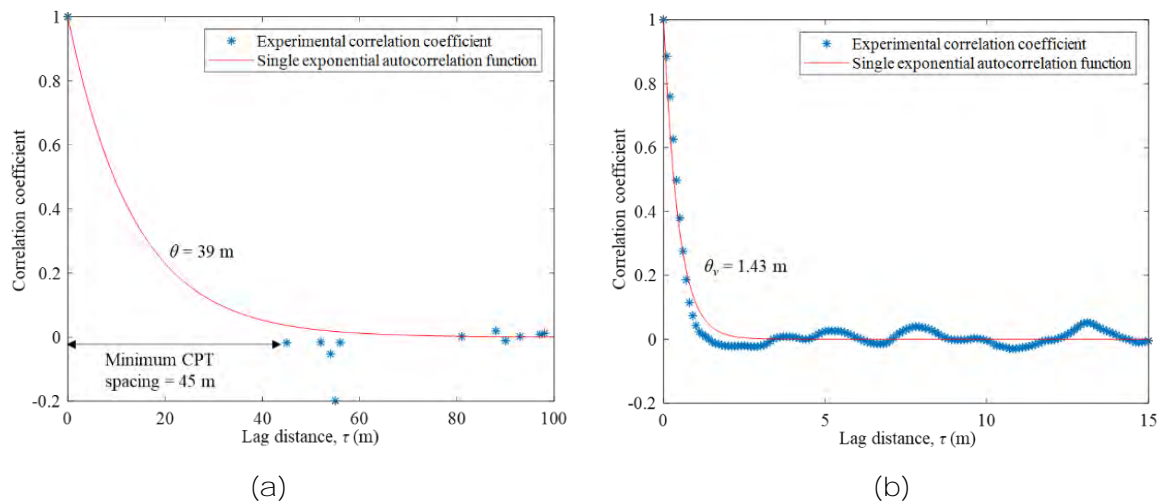 1
0.8
0.6
0.4
0.2
0
-0.2
Correlation coefficient
Experimental correlation coefficient
Single exponential autocorrelation function
θ = 39 m
Minimum CPT
spacing = 45 m
0 20 40 60 80 100
Lag distance, τ (m)
(a)
1
0.8
0.6
0.4
0.2
0
-0.2
Correlation coefficient
Experimental correlation coefficient
Single exponential autocorrelation function
θv = 1.43 m
0 5 10 15
Lag distance, τ (m)
(b)